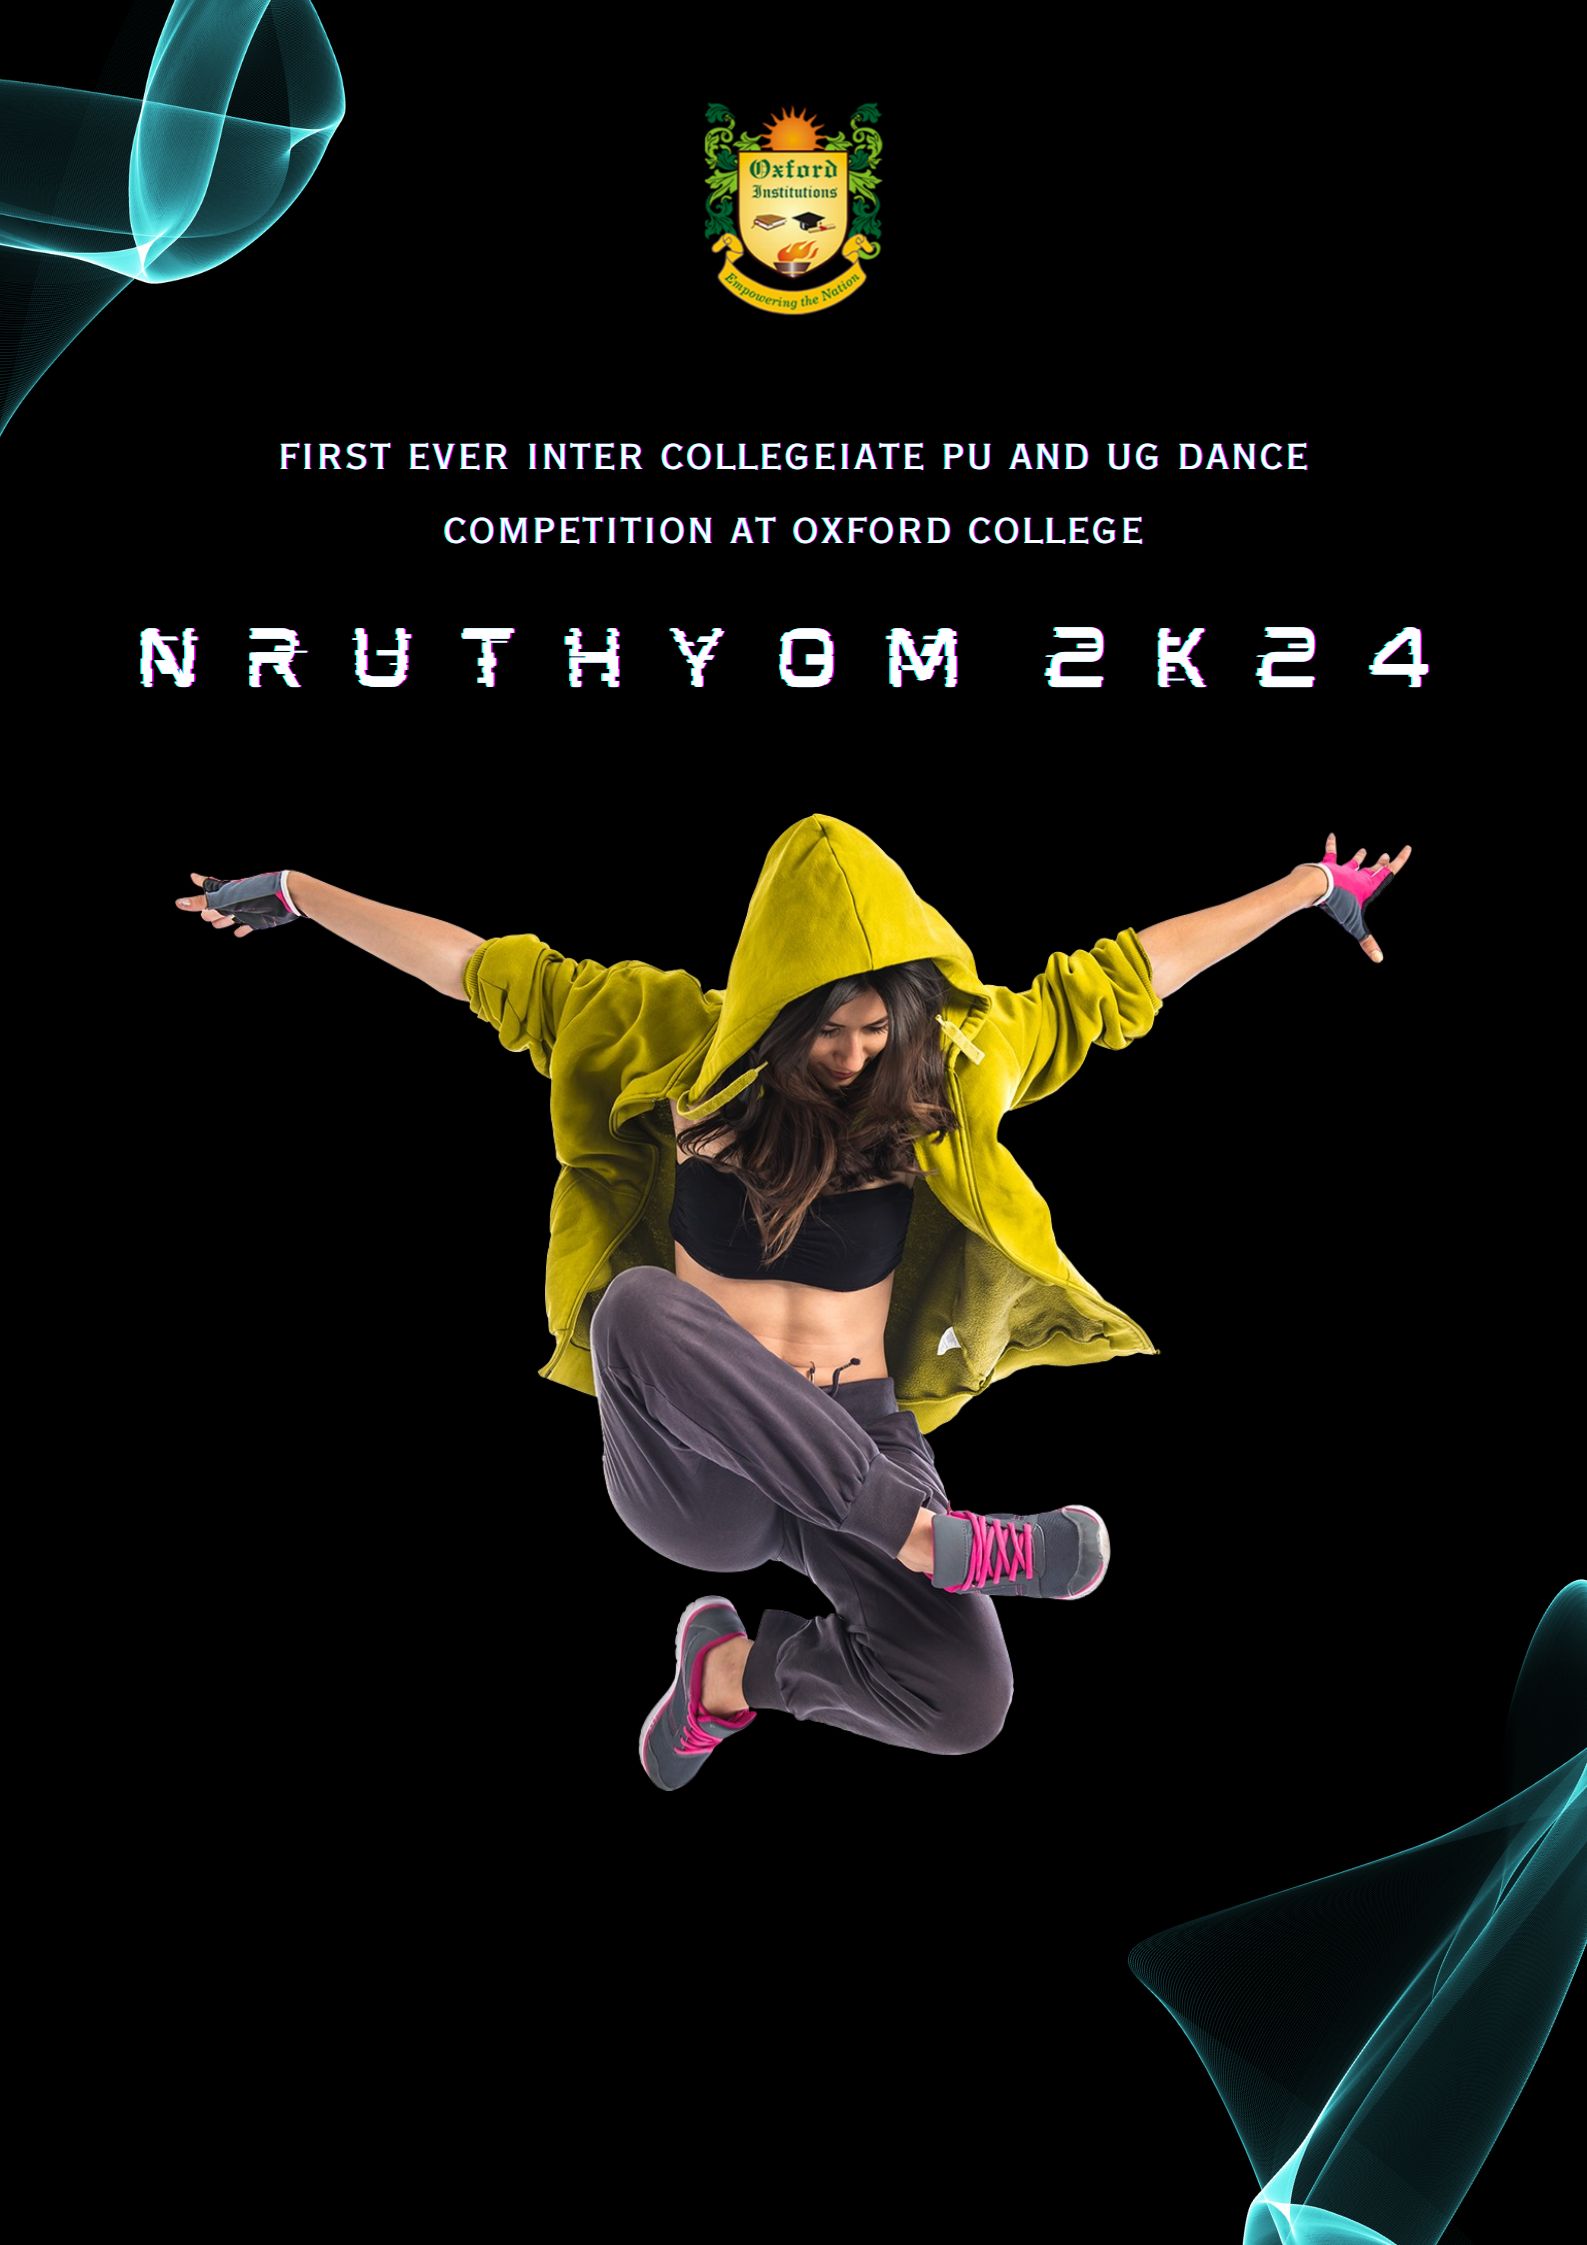 Oxford
Institutions
Empowering the Nation
FIRST EVER INTER COLLEGEIATE PU AND UG DANCE
COMPETITION AT OXFORD COLLEGE
NRUTHYOM 2K24